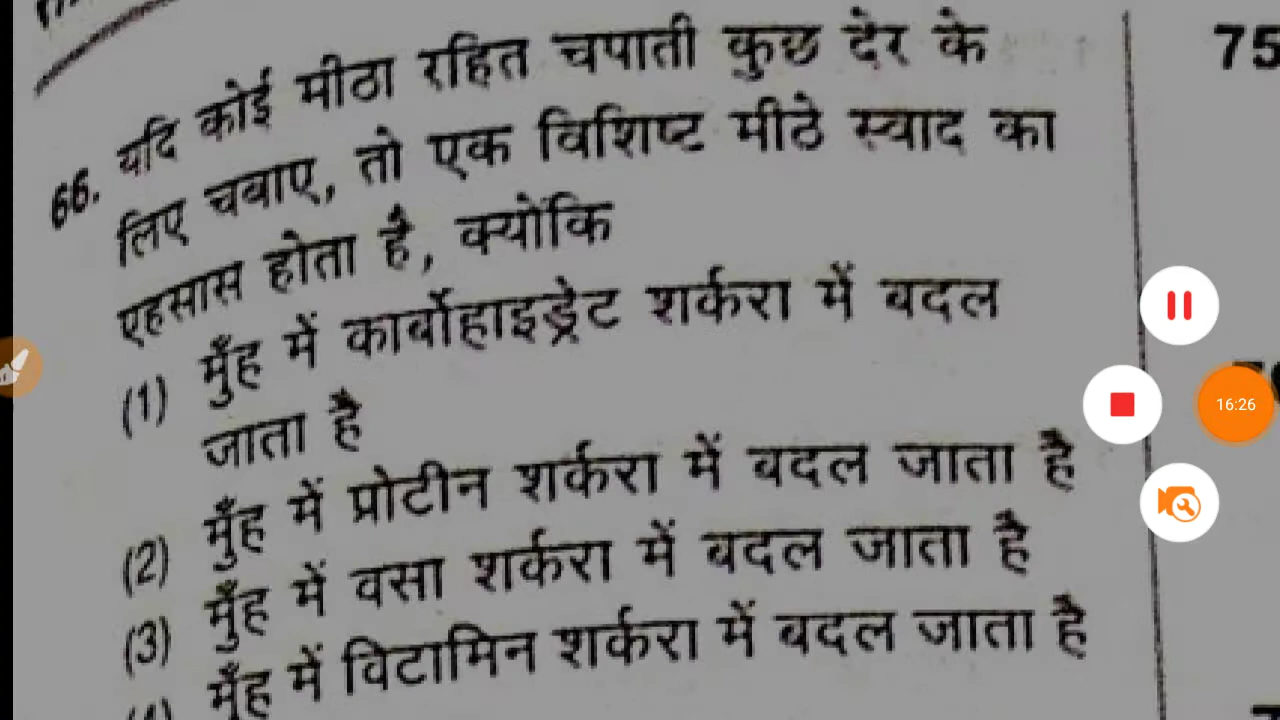 66. यदि कोई मीठा रहित चपाती कुछ देर के
लिए चबाए, तो एक विशिष्ट मीठे स्वाद का
एहसास होता है, क्योंकि
(1) मुँह में कार्बोहाइड्रेट शर्करा में बदल
जाता है
(2) मुँह में प्रोटीन शर्करा में बदल जाता है
(3) मुँह में वसा शर्करा में बदल जाता है
मुँह में विटामिन शर्करा में बदल जाता है
75
16:26